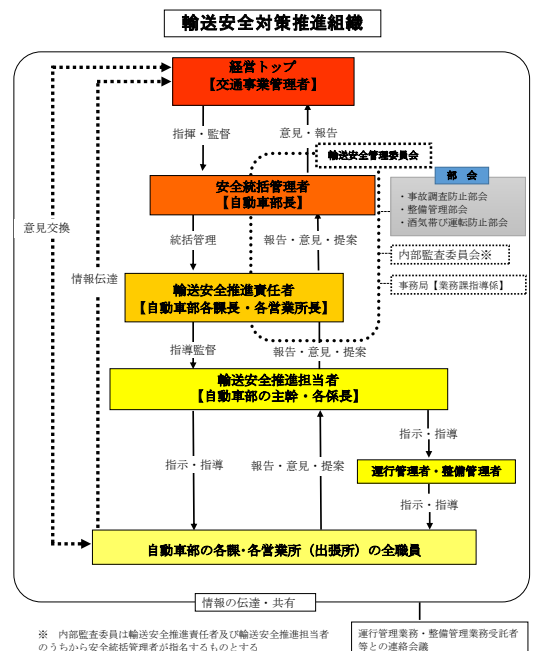 輸送安全対策推進組織
経営トップ
【交通事業管理者】
指揮・監督
意見・報告
輸送安全管理委員会
部　会
・事故調査防止部会
・整備管理部会
・酒気帯び運転防止部会
安全統括管理者
【自動車部長】
意見交換
統括管理
報告・意見・提案
内部監査委員会※
情報伝達
事務局【業務課指導係】
輸送安全推進責任者
【自動車部各課長・各営業所長】
指導監督
報告・意見・提案
輸送安全推進担当者
【自動車部の主幹・各係長】
指示・指導
指示・指導
報告・意見・提案
運行管理者・整備管理者
指示・指導
自動車部の各課・各営業所（出張所）の全職員
情報の伝達・共有
※　内部監査委員は輸送安全推進責任者及び輸送安全推進担当者
のうちから安全統括管理者が指名するものとする
運行管理業務・整備管理業務受託者
等との連絡会議